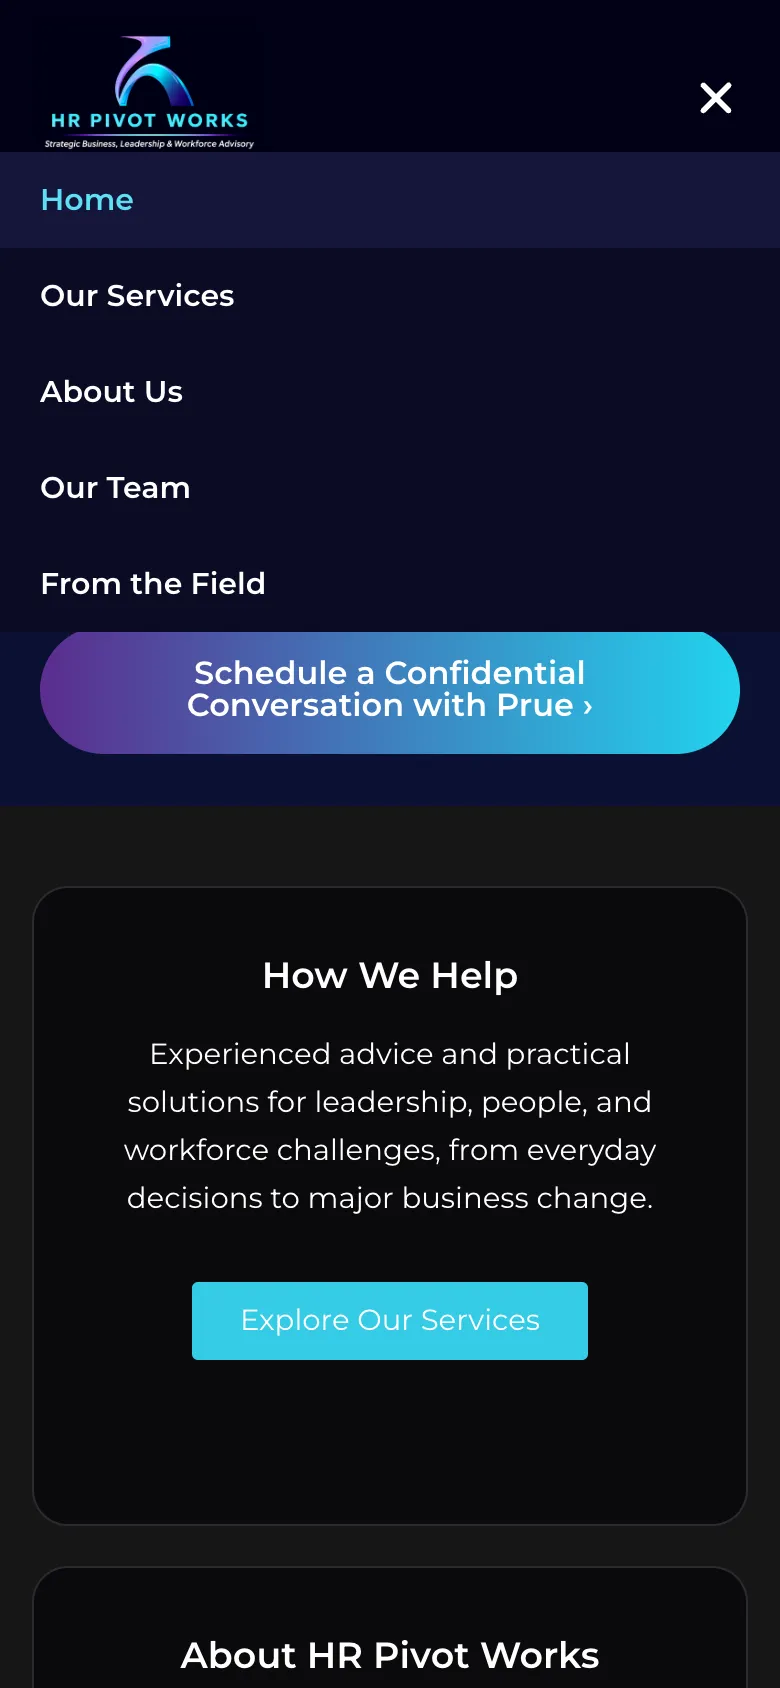 HR PIVOT WORKS
Strategic Business, Leadership & Workforce Advisory
Home
Our Services
About Us
Our Team
From the Field
Schedule a Confidential
Conversation with Prue ›
How We Help
Experienced advice and practical
solutions for leadership, people, and
workforce challenges, from everyday
decisions to major business change.
Explore Our Services
About HR Pivot Works